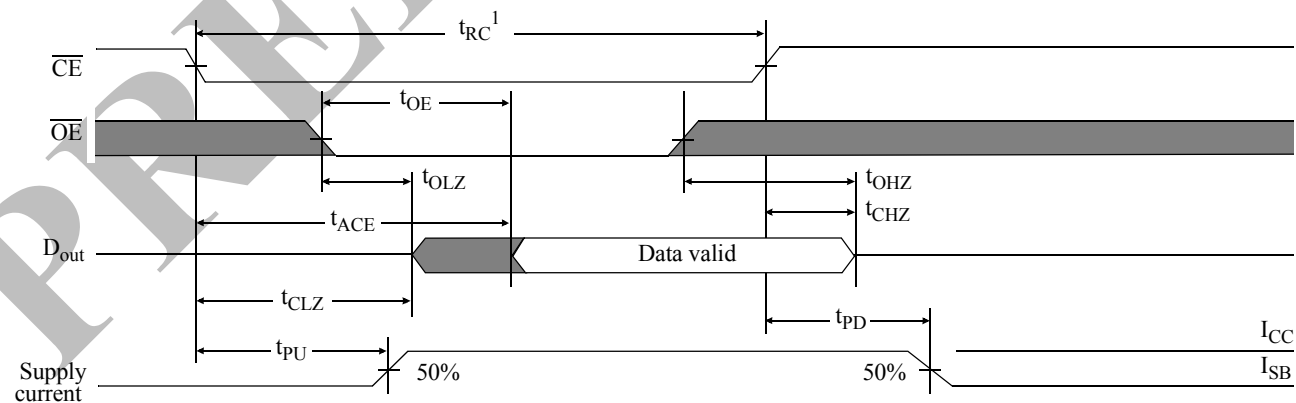 tRC1
CE
tOE
OE
tOLZ
tOHZ
tACE
tCHZ
Dout
Data valid
tCLZ
tPD
tPU
ICC
Supply
current
50%
50%
ISB
PRE